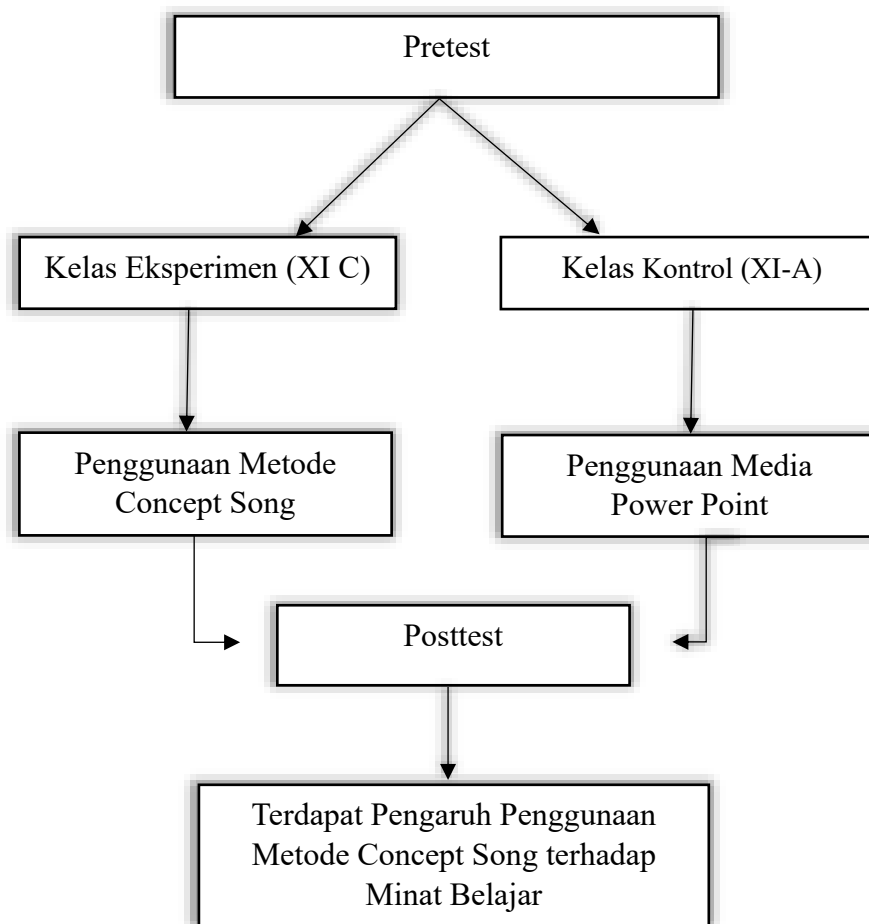 Pretest
Kelas Eksperimen (XI C)
Kelas Kontrol (XI-A)
Penggunaan Metode
Concept Song
Penggunaan Media
Power Point
Posttest
Terdapat Pengaruh Penggunaan
Metode Concept Song terhadap
Minat Belajar